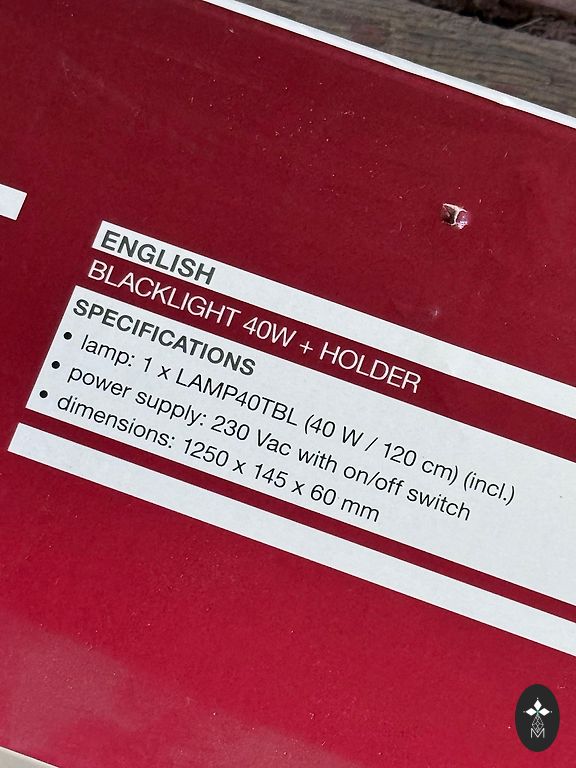 ENGLISH
BLACKLIGHT 40W + HOLDER
SPECIFICATIONS
• lamp: 1 x LAMP40TBL (40 W / 120 cm) (incl.)
• power supply: 230 Vac with on/off switch
• dimensions: 1250 x 145 x 60 mm
M